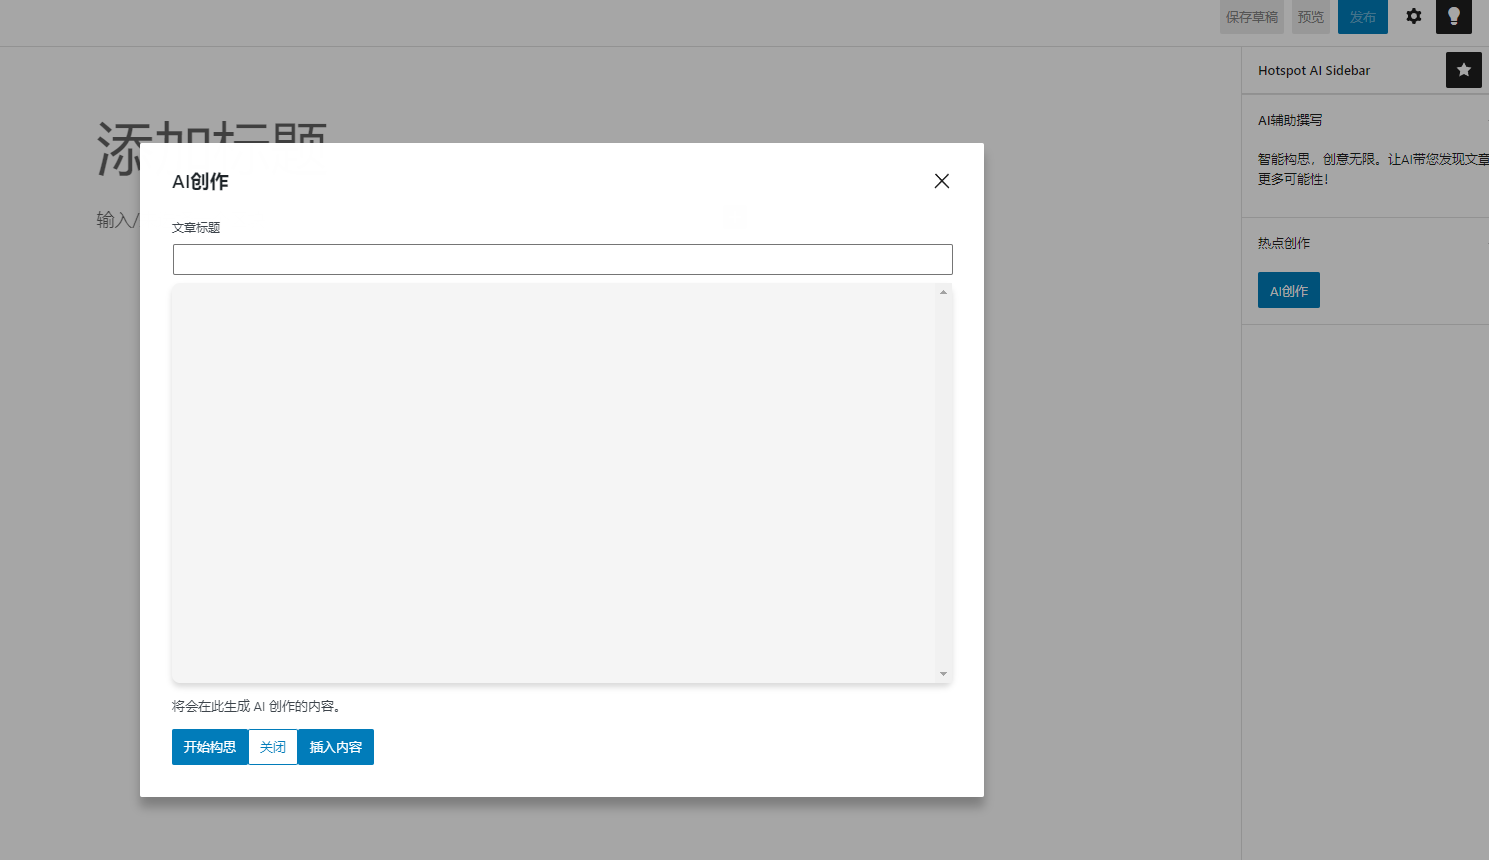 保存草稿
预览
发布
Hotspot AI Sidebar
AI辅助撰写
智能构思，创意无限。让AI带您发现文章
更多可能性！
热点创作
AI创作
添加标题
输入/
AI创作
文章标题
将会在此生成 AI 创作的内容。
开始构思
关闭
插入内容